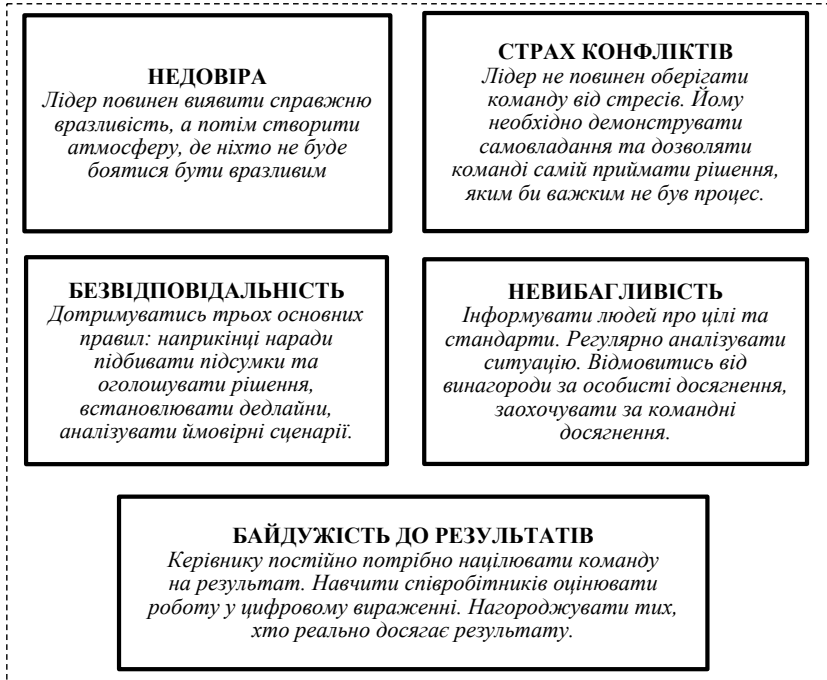 НЕДОВІРА
Лідер повинен виявити справжню
вразливість, а потім створити
атмосферу, де ніхто не буде
боятися бути вразливим
СТРАХ КОНФЛІКТІВ
Лідер не повинен оберігати
команду від стресів. Йому
необхідно демонструвати
самовладання та дозволяти
команді самій приймати рішення,
яким би важким не був процес.
БЕЗВІДПОВІДАЛЬНІСТЬ
Дотримуватись трьох основних
правил: наприкінці наради
підбивати підсумки та
оголошувати рішення,
встановлювати дедлайни,
аналізувати ймовірні сценарії.
НЕВИБАГЛИВІСТЬ
Інформувати людей про цілі та
стандарти. Регулярно аналізувати
ситуацію. Відмовитись від
винагороди за особисті досягнення,
заохочувати за командні
досягнення.
БАЙДУЖІСТЬ ДО РЕЗУЛЬТАТІВ
Керівнику постійно потрібно націлювати команду
на результат. Навчити співробітників оцінювати
роботу у цифровому вираженні. Нагороджувати тих,
хто реально досягає результату.